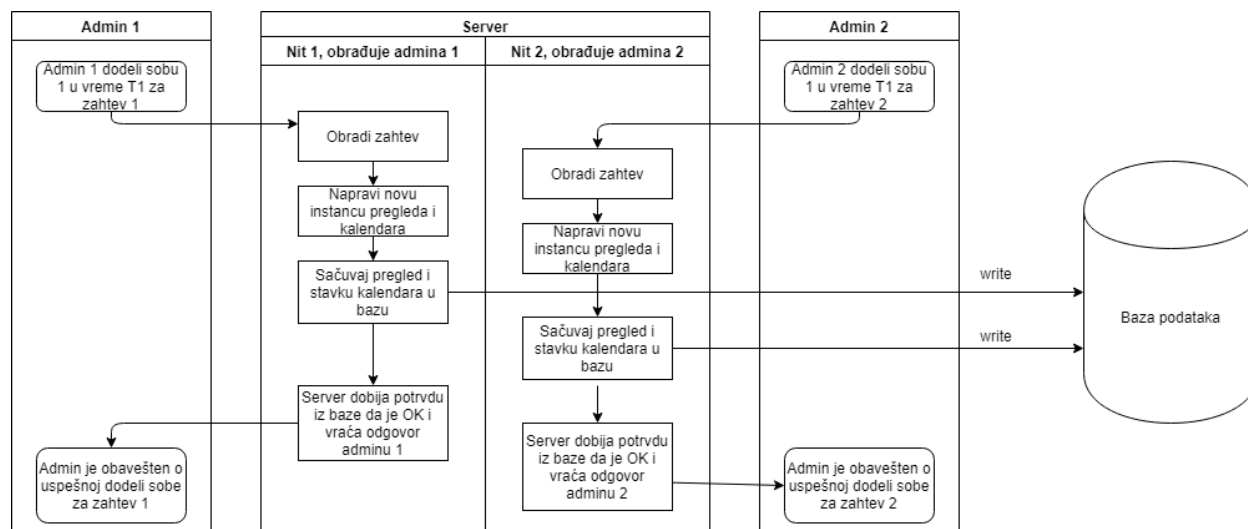 Admin 1
Server
Admin 2
Nit 1, obrađuje admina 1
Nit 2, obrađuje admina 2
Admin 1 dodeli sobu
1 u vreme T1 za
zahtev 1
Admin 2 dodeli sobu
1 u vreme T1 za
zahtev 2
Obradi zahtev
Obradi zahtev
Napravi novu
instancu pregleda i
kalendara
Napravi novu
instancu pregleda i
kalendara
Sačuvaj pregled i
stavku kalendara u
bazu
write
Sačuvaj pregled i
stavku kalendara u
bazu
write
Baza podataka
Server dobija potvrdu
iz baze da je OK i
vraća odgovor
adminu 1
Server dobija potvrdu
iz baze da je OK i
vraća odgovor
adminu 2
Admin je obavešten o
uspešnoj dodeli sobe
za zahtev 1
Admin je obavešten o
uspešnoj dodeli sobe
za zahtev 2